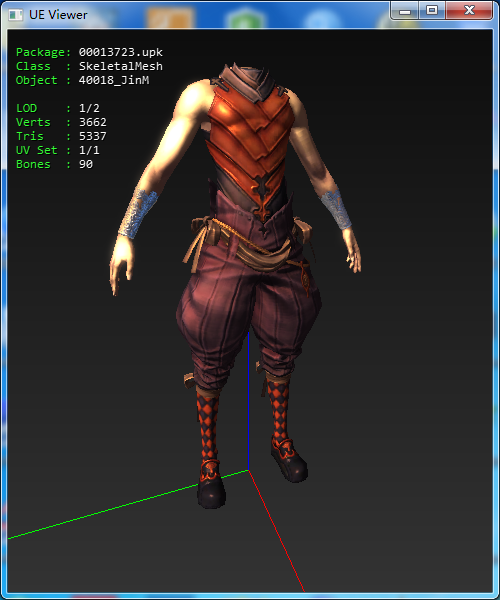 UE Viewer
Package: 00013723.upk
Class : SkeletalMesh
Object : 40018_JinM
LOD : 1/2
Verts : 3662
Tris : 5337
UV Set : 1/1
Bones : 90